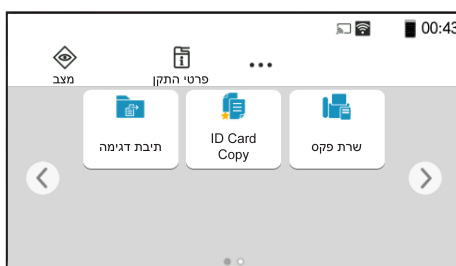 00:43
פרטי התקן
מצב
שרת פקס
ID Card
Copy
תיבת דגימה